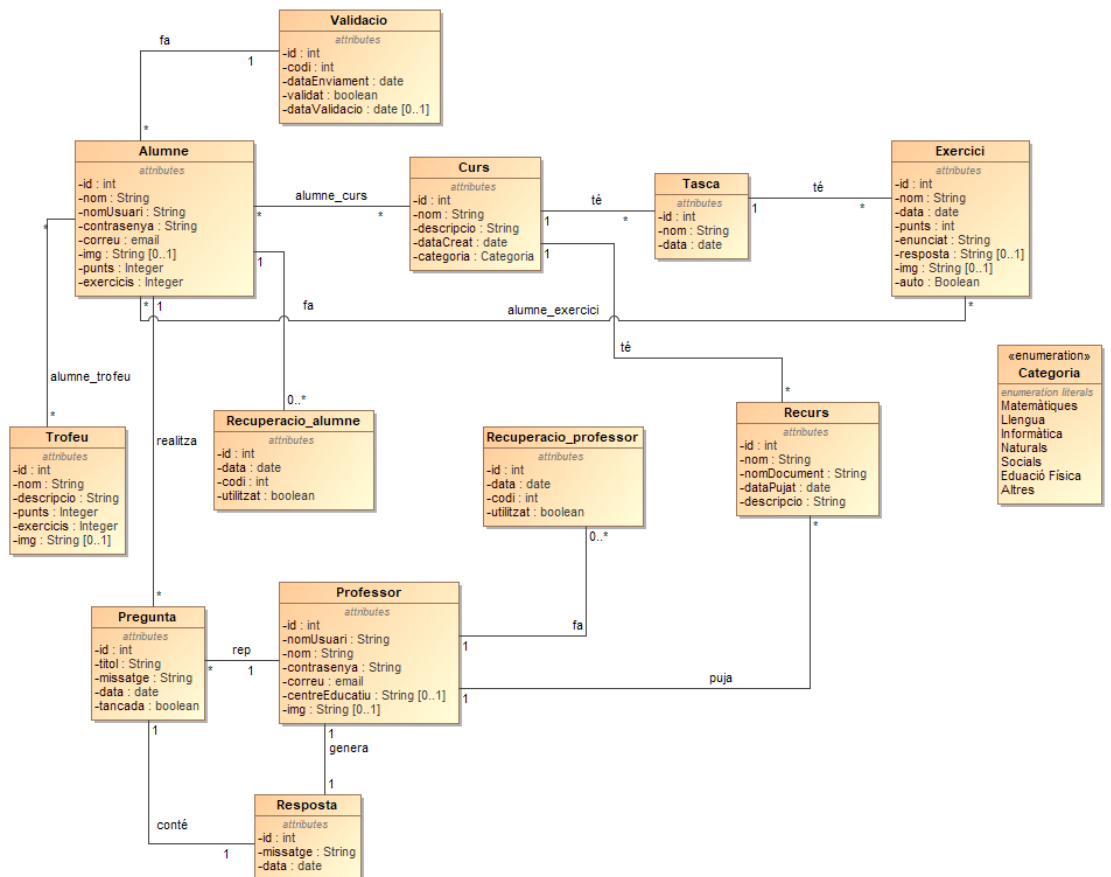 Validacio
attributes
-id : int
-codi : int
-dataEnviament : date
-validat : boolean
-dataValidacio : date [0..1]
fa
1
*
Alumne
attributes
-id : int
-nom : String
-nomUsuari : String
-contrasenya : String
-correu : email
-img : String [0..1]
-punts : Integer
-exercicis : Integer
alumne_curs
*
*
Curs
attributes
-id : int
-nom : String
-descripcio : String
-dataCreat : date
-categoria : Categoria
té
1
*
Tasca
attributes
-id : int
-nom : String
-data : date
té
1
*
Exercici
attributes
-id : int
-nom : String
-data : date
-punts : int
-enunciat : String
-resposta : String [0..1]
-img : String [0..1]
-auto : Boolean
*
1
1
*
1
*
fa
alumne_exercici
té
*
alumne_trofeu
*
0..*
realitza
«enumeration»
Categoria
enumeration literals
Matemàtiques
Llengua
Informàtica
Naturals
Socials
Eduació Física
Altres
Trofeu
attributes
-id : int
-nom : String
-descripcio : String
-punts : Integer
-exercicis : Integer
-img : String [0..1]
Recuperacio_alumne
attributes
-id : int
-data : date
-codi : int
-utilitzat : boolean
Recuperacio_professor
attributes
-id : int
-data : date
-codi : int
-utilitzat : boolean
0..*
Recurs
attributes
-id : int
-nom : String
-nomDocument : String
-dataPujat : date
-descripcio : String
*
*
Pregunta
attributes
-id : int
-titol : String
-missatge : String
-data : date
-tancada : boolean
rep
*
1
Professor
attributes
-id : int
-nomUsuari : String
-nom : String
-contrasenya : String
-correu : email
-centreEducatiu : String [0..1]
-img : String [0..1]
fa
1
puja
1
1
1
genera
1
conté
1
Resposta
attributes
-id : int
-missatge : String
-data : date